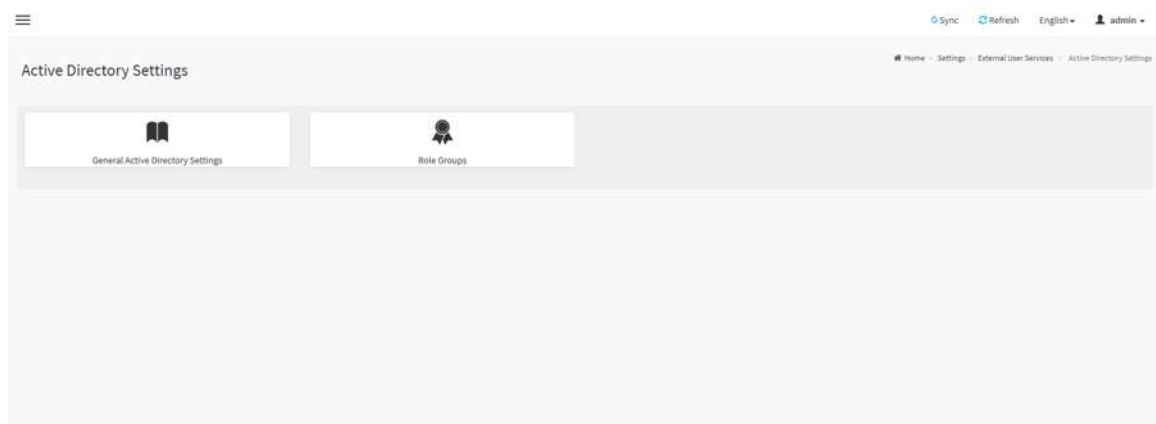 Sync Refresh English admin
Active Directory Settings
Home Settings External User Services Active Directory Settings
General Active Directory Settings
Role Groups